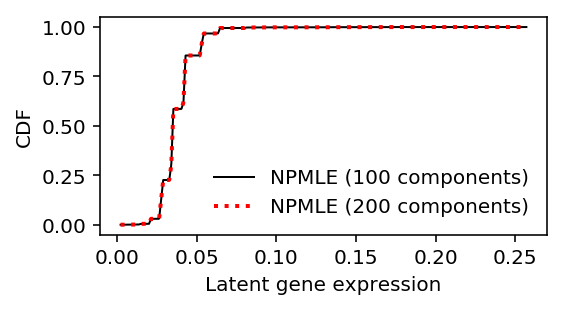 1.00
0.75
0.50
0.25
0.00
CDF
NPMLE (100 components)
NPMLE (200 components)
0.00 0.05 0.10 0.15 0.20 0.25
Latent gene expression